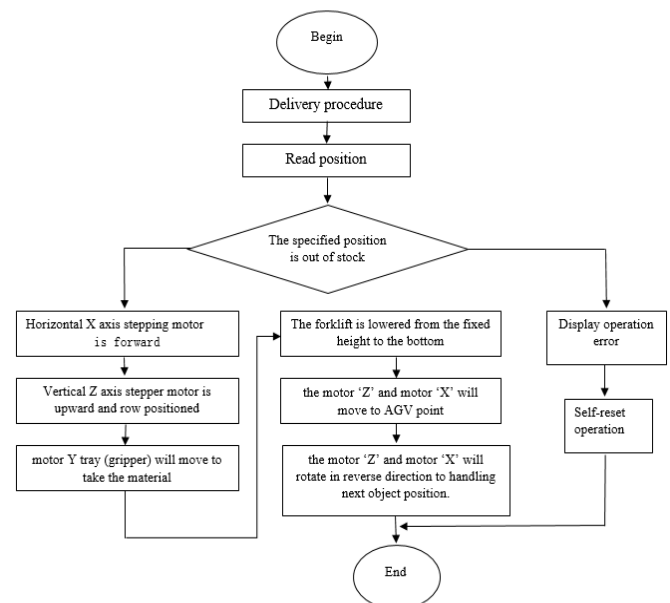 Begin
Delivery procedure
Read position
The specified position
is out of stock
Horizontal X axis stepping motor
is forward
Vertical Z axis stepper motor is
upward and row positioned
motor Y tray (gripper) will move to
take the material
The forklift is lowered from the fixed
height to the bottom
the motor ‘Z’ and motor ‘X’ will
move to AGV point
the motor ‘Z’ and motor ‘X’ will
rotate in reverse direction to handling
next object position.
Display operation
error
Self-reset
operation
End